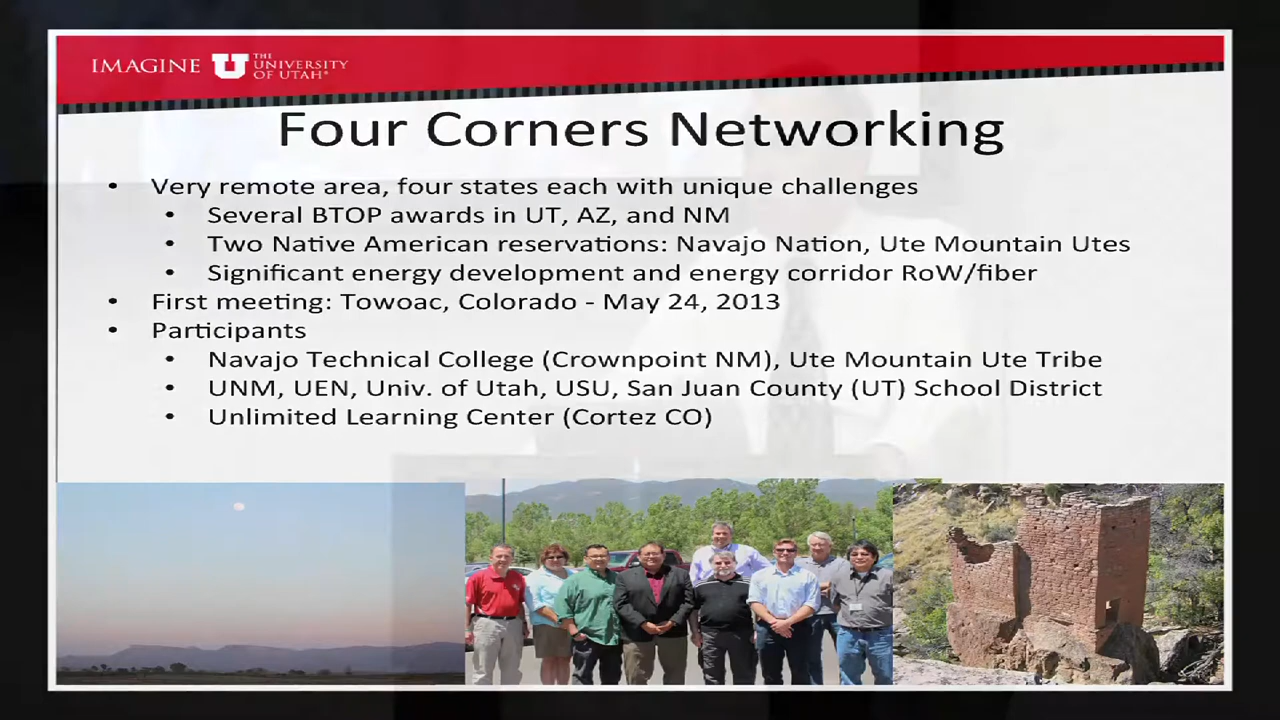 IMAGINE U THE UNIVERSITY OF UTAH®
Four Corners Networking
• Very remote area, four states each with unique challenges
• Several BTOP awards in UT, AZ, and NM
• Two Native American reservations: Navajo Nation, Ute Mountain Utes
• Significant energy development and energy corridor RoW/fiber
• First meeting: Towoac, Colorado - May 24, 2013
• Participants
• Navajo Technical College (Crownpoint NM), Ute Mountain Ute Tribe
• UNM, UEN, Univ. of Utah, USU, San Juan County (UT) School District
• Unlimited Learning Center (Cortez CO)